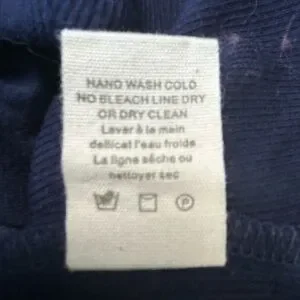 HAND WASH COLD
NO BLEACH LINE DRY
OR DRY CLEAN
Laver à la main
dellicat l'eau froide
La ligne sèche ou
nettoyer sec
P